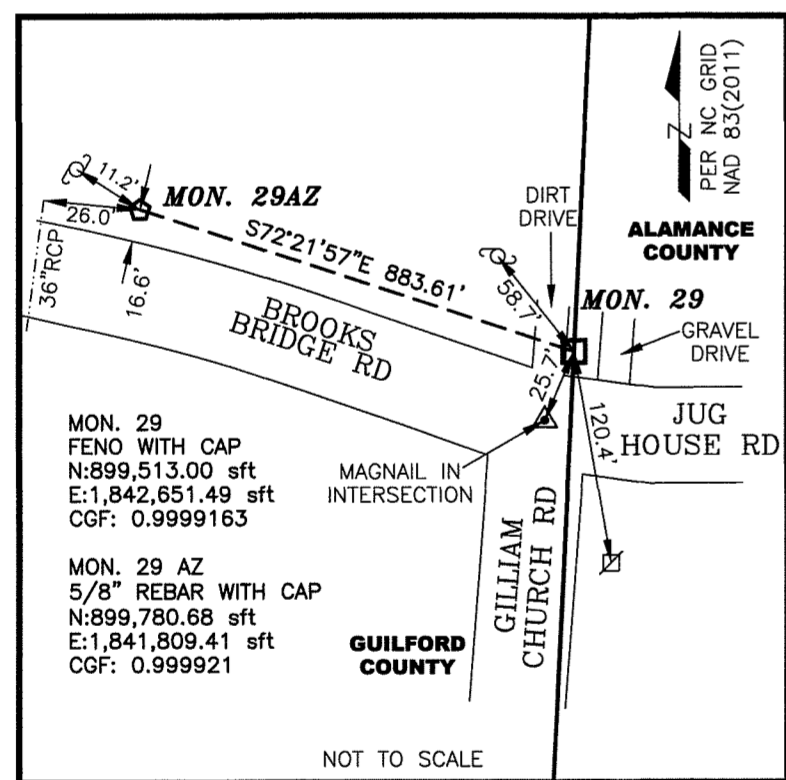 PER NC GRID
NAD 83(2011)
N
11.2'
MON. 29AZ
26.0'
36"RCP
16.6'
S72°21'57"E 883.61'
DIRT
DRIVE
ALAMANCE
COUNTY
58.7'
MON. 29
BROOKS
BRIDGE RD
GRAVEL
DRIVE
25.7'
120.4'
JUG
HOUSE RD
MON. 29
FENO WITH CAP
N:899,513.00 sft
E:1,842,651.49 sft
CGF: 0.9999163
MAGNAIL IN
INTERSECTION
GILLIAM
CHURCH RD
MON. 29 AZ
5/8" REBAR WITH CAP
N:899,780.68 sft
E:1,841,809.41 sft
CGF: 0.999921
GUILFORD
COUNTY
NOT TO SCALE